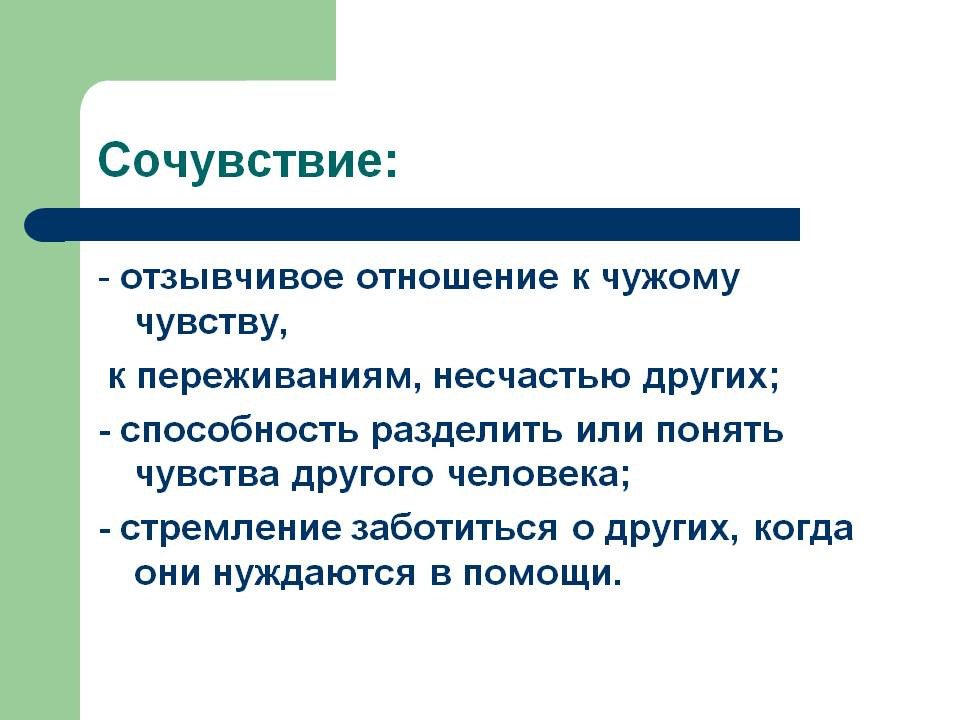 Сочувствие:
- отзывчивое отношение к чужому
чувству,
к переживаниям, несчастью других;
- способность разделить или понять
чувства другого человека;
- стремление заботиться о других, когда
они нуждаются в помощи.